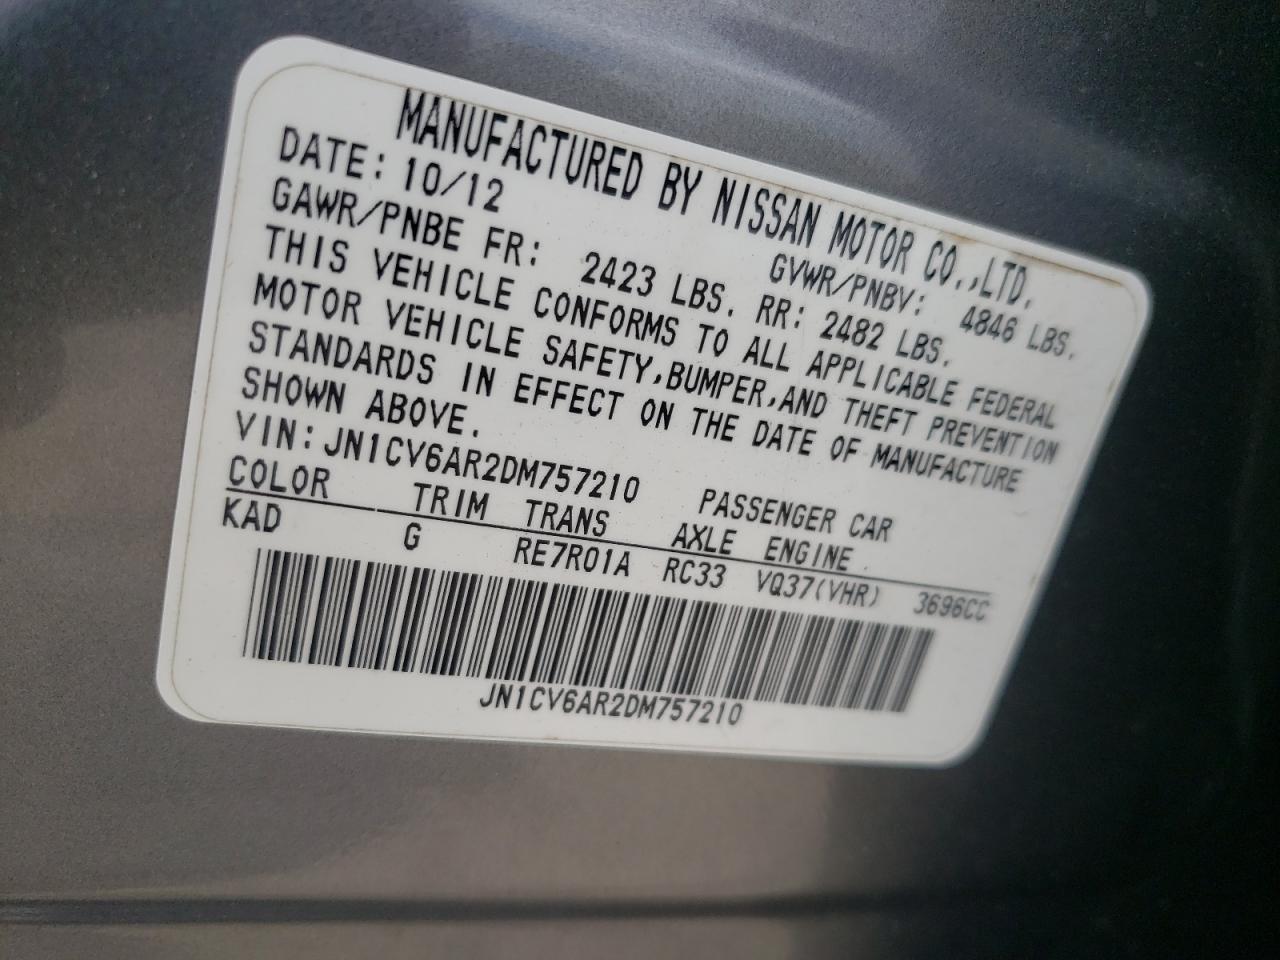 MANUFACTURED BY NISSAN MOTOR CO.,LTD.
DATE: 10/12 GVWR/PNBV: 4846 LBS.
GAWR/PNBE FR: 2423 LBS. RR: 2482 LBS.
THIS VEHICLE CONFORMS TO ALL APPLICABLE FEDERAL
MOTOR VEHICLE SAFETY,BUMPER,AND THEFT PREVENTION
STANDARDS IN EFFECT ON THE DATE OF MANUFACTURE
SHOWN ABOVE.
VIN: JN1CV6AR2DM757210 PASSENGER CAR
COLOR TRIM TRANS AXLE ENGINE
KAD G RE7R01A RC33 VQ37(VHR) 3696CC
JN1CV6AR2DM757210